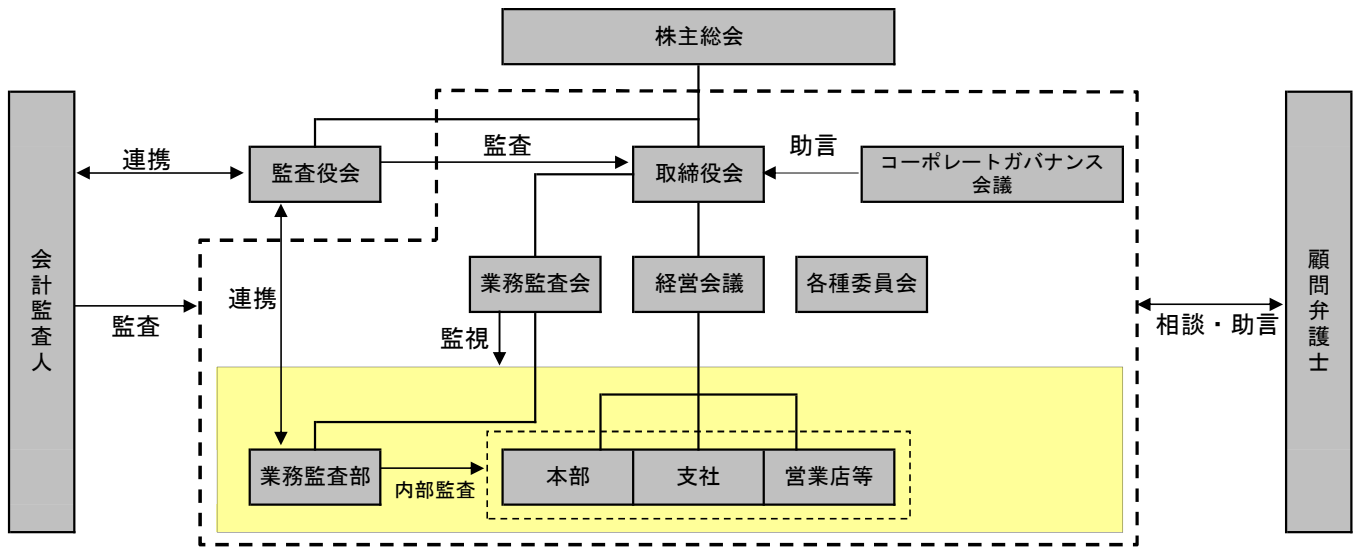 株主総会
連携
監査役会
監査
取締役会
助言
コーポレートガバナンス
会議
会計監査人
監査
連携
業務監査会
経営会議
各種委員会
監視
相談・助言
顧問弁護士
業務監査部
内部監査
本部
支社
営業店等